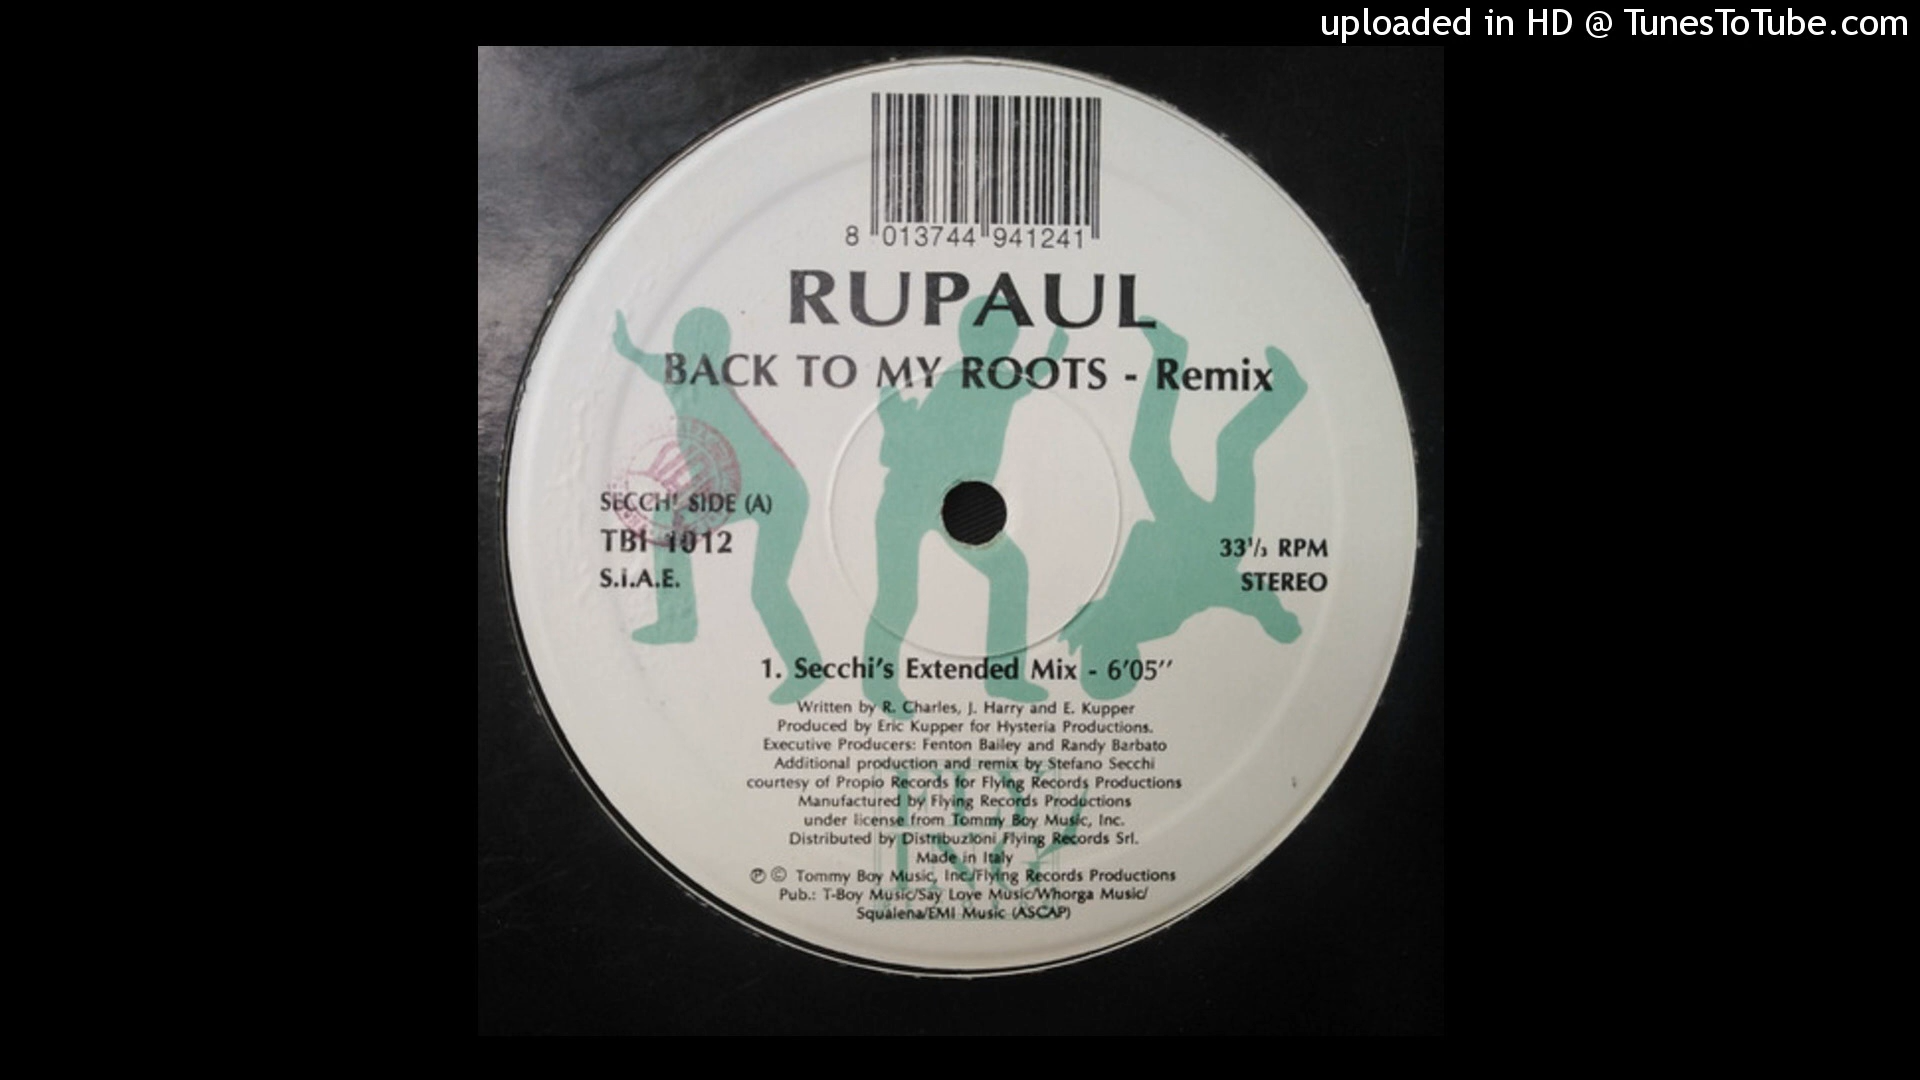 uploaded in HD @ TunesToTube.com
8 013744 941241
RUPAUL
BACK TO MY ROOTS - Remix
SECCHI SIDE (A)
TBI 1012
S.I.A.E.
33⅓ RPM
STEREO
1. Secchi's Extended Mix - 6'05''
Written by R. Charles, J. Harry and E. Kupper
Produced by Eric Kupper for Hysteria Productions.
Executive Producers: Fenton Bailey and Randy Barbato
Additional production and remix by Stefano Secchi
courtesy of Propio Records for Flying Records Productions
Manufactured by Flying Records Productions
under license from Tommy Boy Music, Inc.
Distributed by Distribuzioni Flying Records Srl.
Made in Italy
℗ © Tommy Boy Music, Inc./Flying Records Productions
Pub.: T-Boy Music/Say Love Music/Whorga Music/
Squalena/EMI Music (ASCAP)
FLY
ING